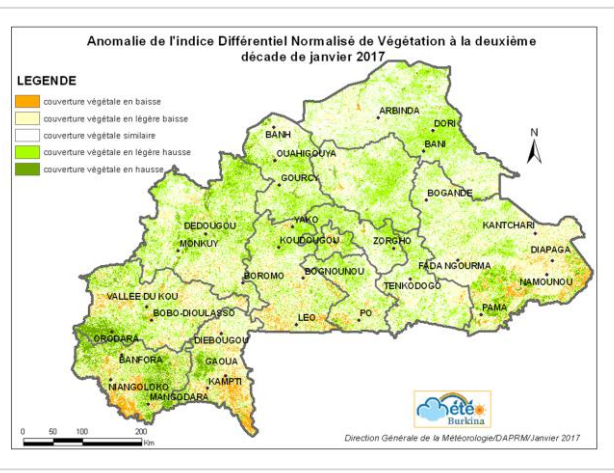 Anomalie de l'indice Différentiel Normalisé de Végétation à la deuxième
décade de janvier 2017
LEGENDE
couverture végétale en baisse
couverture végétale en légère baisse
couverture végétale similaire
couverture végétale en légère hausse
couverture végétale en hausse
N
ARBINDA
DORI
BANH
BANI
OUAHIGOUYA
GOURCY
BOGANDE
YAKO
KANTCHARI
DEDOUGOU
KOUDOUGOU
ZORGHO
MONKUY
DIAPAGA
FADA NGOURMA
BOROMO
BOGNOUNOU
NAMOUNOU
TENKODOGO
VALLEE DU KOU
PAMA
BOBO-DIOULASSO
LEO
PO
ORODARA
DIEBOUGOU
BANFORA
GAOUA
NIANGOLOKO
KAMPTI
MANGODARA
été
Burkina
0 50 100 200
Km
Direction Générale de la Météorologie/DAPRM/Janvier 2017